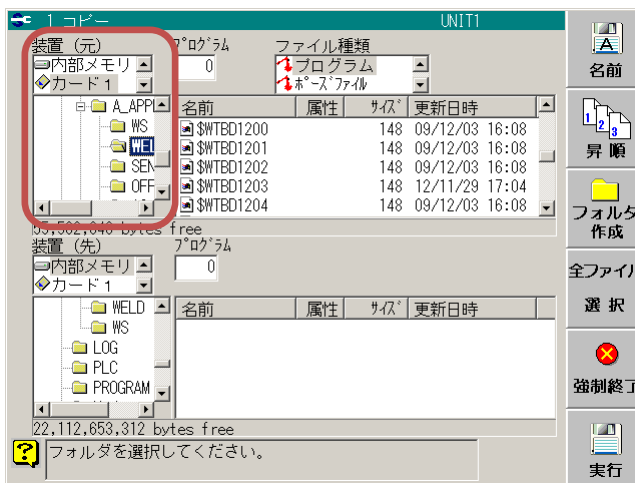 1 コピー UNIT1
装置 (元) プログラム ファイル種類
内部メモリ 0 プログラム
カード1 ポーズファイル
A_APPL 名前 属性 サイズ 更新日時
WS $WTBD1200 148 09/12/03 16:08
WEL $WTBD1201 148 09/12/03 16:08
SEN $WTBD1202 148 09/12/03 16:08
OFF $WTBD1203 148 12/11/29 17:04
$WTBD1204 148 09/12/03 16:08
bytes free
装置 (先) プログラム
内部メモリ 0
カード1
WELD 名前 属性 サイズ 更新日時
WS
LOG
PLC
PROGRAM
22,112,653,312 bytes free
フォルダを選択してください。
A
名前
1 2 3
昇 順
フォルダ
作成
全ファイル
選 択
強制終了
実行